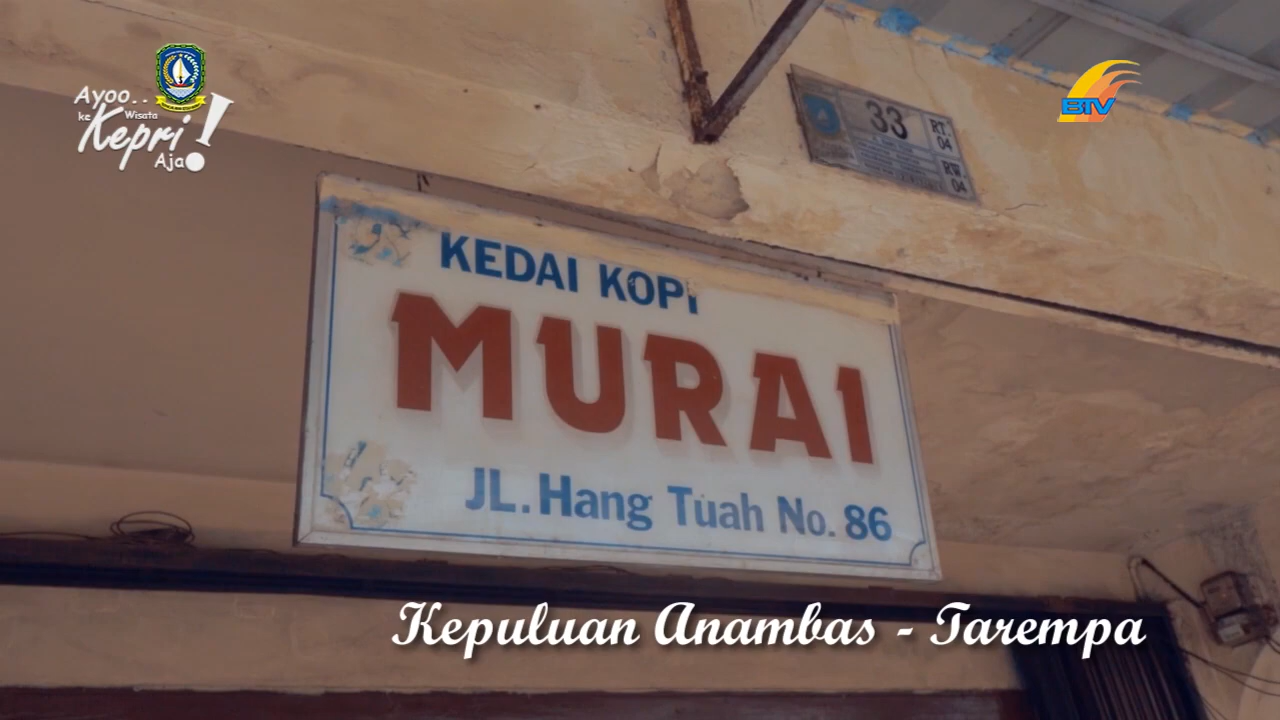 Ayoo..
ke Wisata
Kepri!
Aja
BTV
33
RT.
04
RW.
04
KEDAI KOPI
MURAI
JL. Hang Tuah No. 86
Kepuluan Anambas - Tarempa